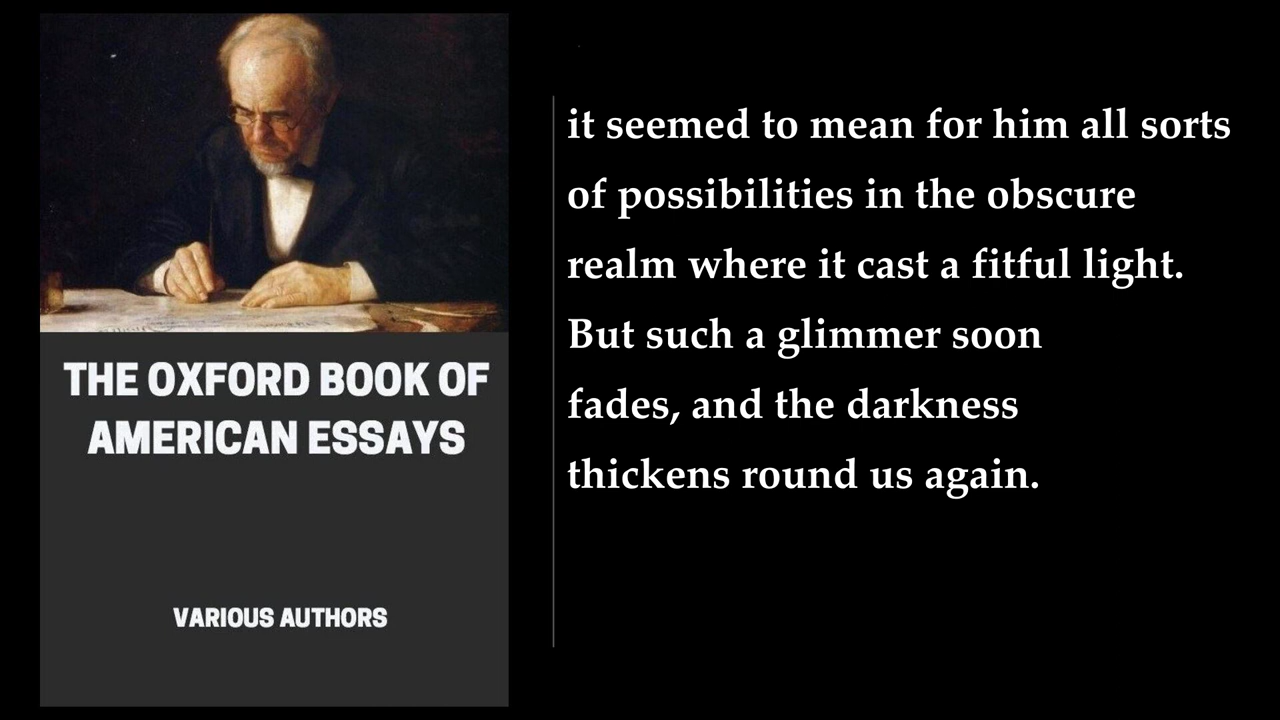 THE OXFORD BOOK OF
AMERICAN ESSAYS
VARIOUS AUTHORS
it seemed to mean for him all sorts
of possibilities in the obscure
realm where it cast a fitful light.
But such a glimmer soon
fades, and the darkness
thickens round us again.